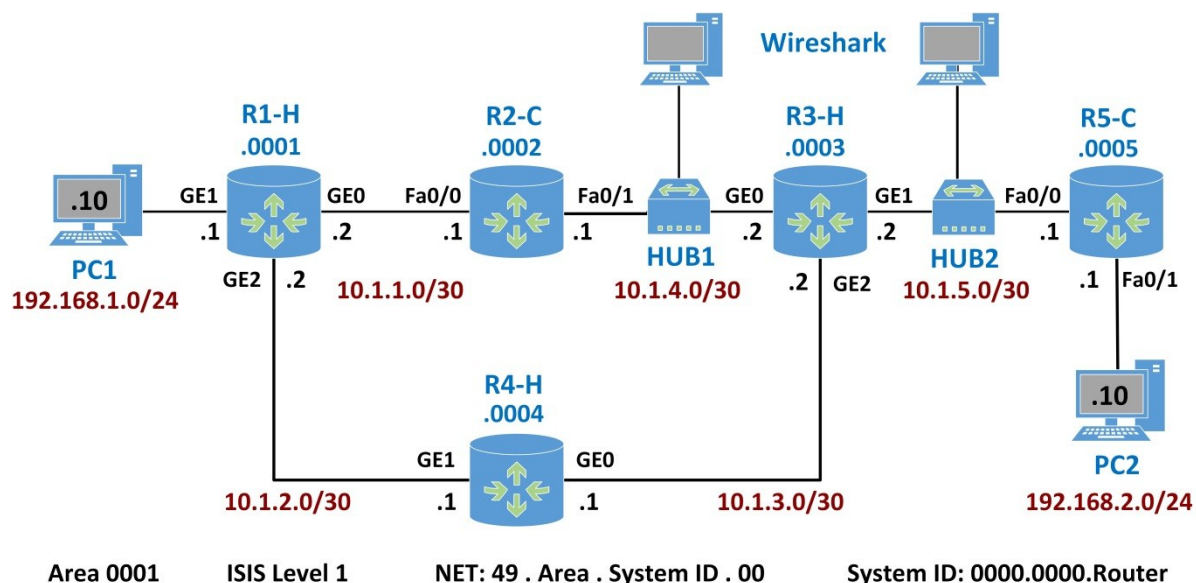 Wireshark
R1-H
.0001
R2-C
.0002
R3-H
.0003
R5-C
.0005
.10
GE1
GE0
Fa0/0
Fa0/1
GE0
GE1
Fa0/0
.1
.2
.1
.1
.2
.2
.1
PC1
HUB1
HUB2
192.168.1.0/24
GE2
.2
10.1.1.0/30
10.1.4.0/30
.2
GE2
10.1.5.0/30
.1
Fa0/1
R4-H
.0004
.10
GE1
GE0
PC2
10.1.2.0/30
.1
.1
10.1.3.0/30
192.168.2.0/24
Area 0001 ISIS Level 1 NET: 49 . Area . System ID . 00 System ID: 0000.0000.Router